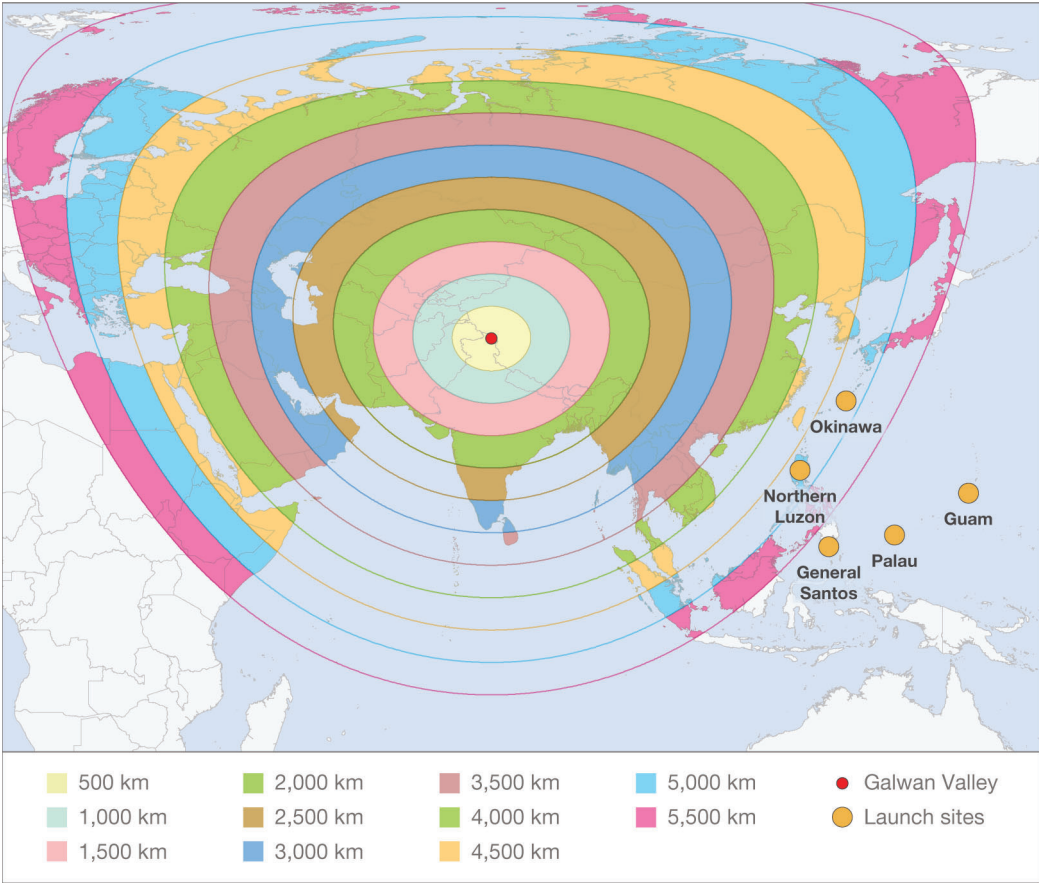 Okinawa
Northern
Luzon
Guam
Palau
General
Santos
500 km
2,000 km
3,500 km
5,000 km
Galwan Valley
1,000 km
2,500 km
4,000 km
5,500 km
Launch sites
1,500 km
3,000 km
4,500 km